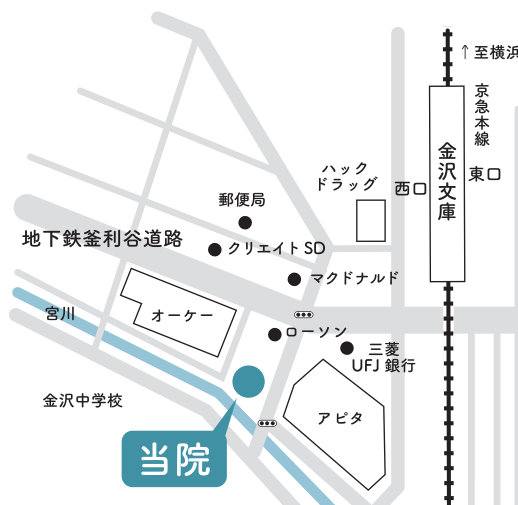 ↑至横浜
京急本線
金沢文庫
東口
西口
ハック
ドラッグ
郵便局
地下鉄釜利谷道路
クリエイトSD
マクドナルド
宮川
オーケー
ローソン
三菱
UFJ銀行
金沢中学校
アピタ
当院